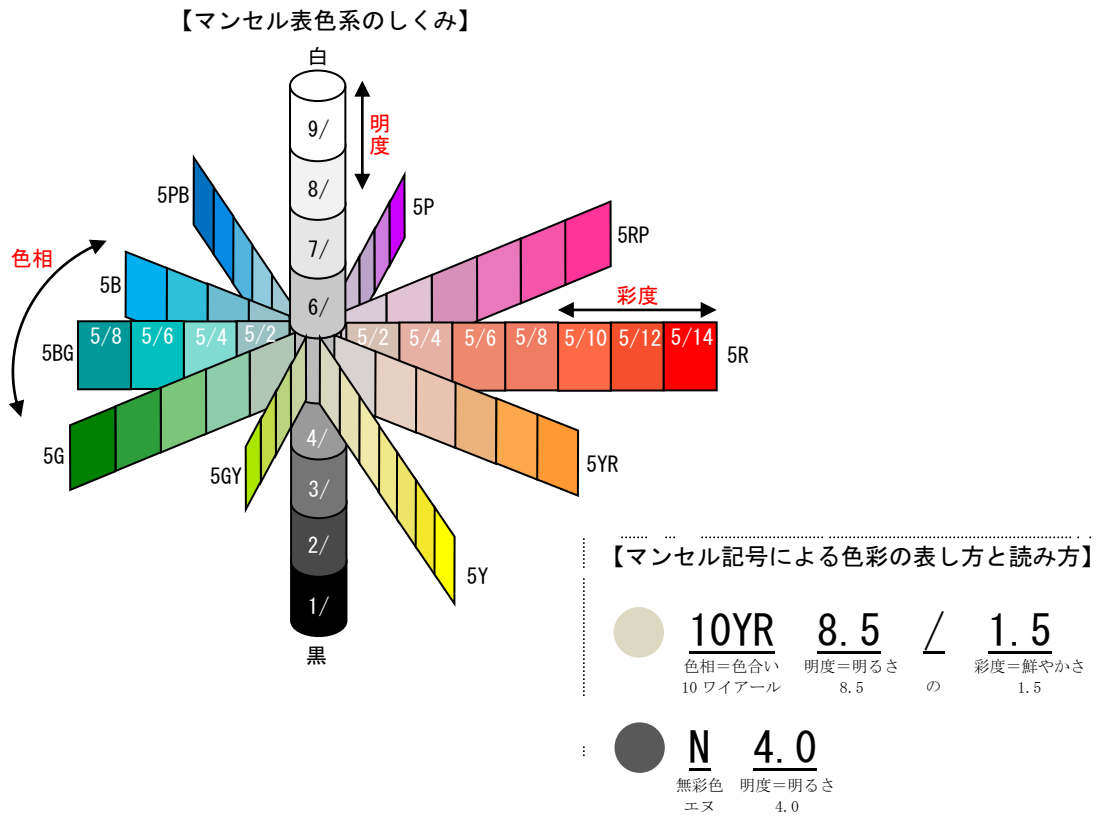 【マンセル表色系のしくみ】
白
9/
明度
8/
5PB
5P
7/
5RP
色相
5B
6/
彩度
5BG
5/8
5/6
5/4
5/2
5/2
5/4
5/6
5/8
5/10
5/12
5/14
5R
5G
4/
5GY
5YR
3/
2/
5Y
1/
黒
【マンセル記号による色彩の表し方と読み方】
10YR 8.5 / 1.5
色相=色合い 明度=明るさ 彩度=鮮やかさ
10 ワイアール 8.5 の 1.5
N 4.0
無彩色 明度=明るさ
エヌ 4.0